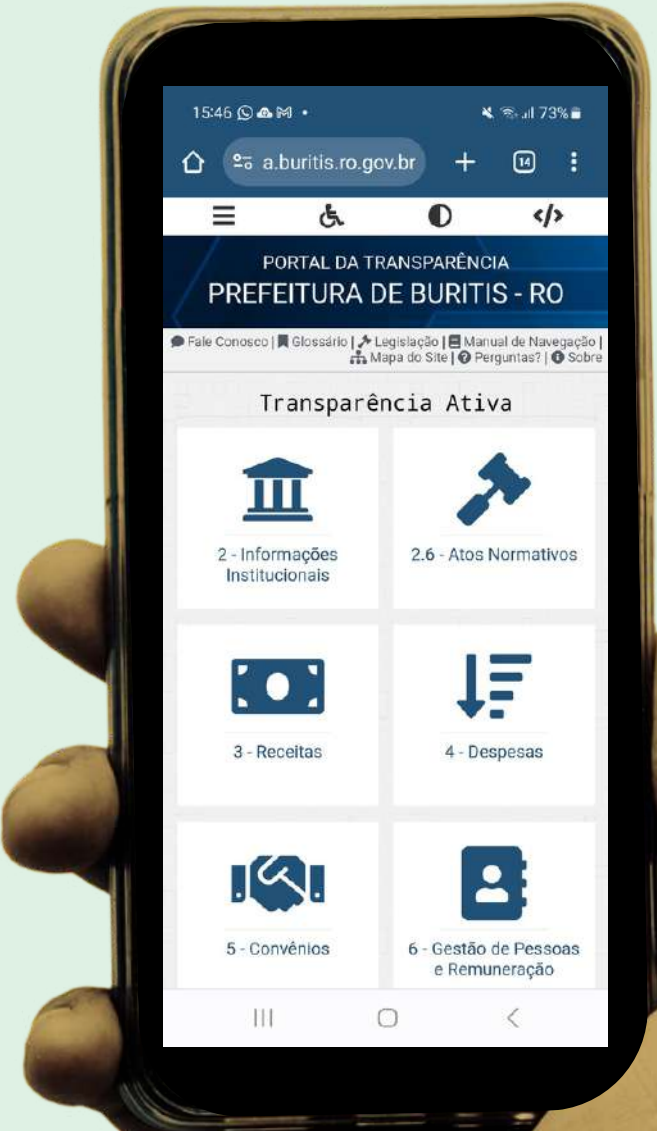 15:46
73%
a.buritis.ro.gov.br
14
PORTAL DA TRANSPARÊNCIA
PREFEITURA DE BURITIS - RO
Fale Conosco | Glossário | Legislação | Manual de Navegação |
Mapa do Site | Perguntas? | Sobre
Transparência Ativa
2 - Informações
Institucionais
2.6 - Atos Normativos
3 - Receitas
4 - Despesas
5 - Convênios
6 - Gestão de Pessoas
e Remuneração